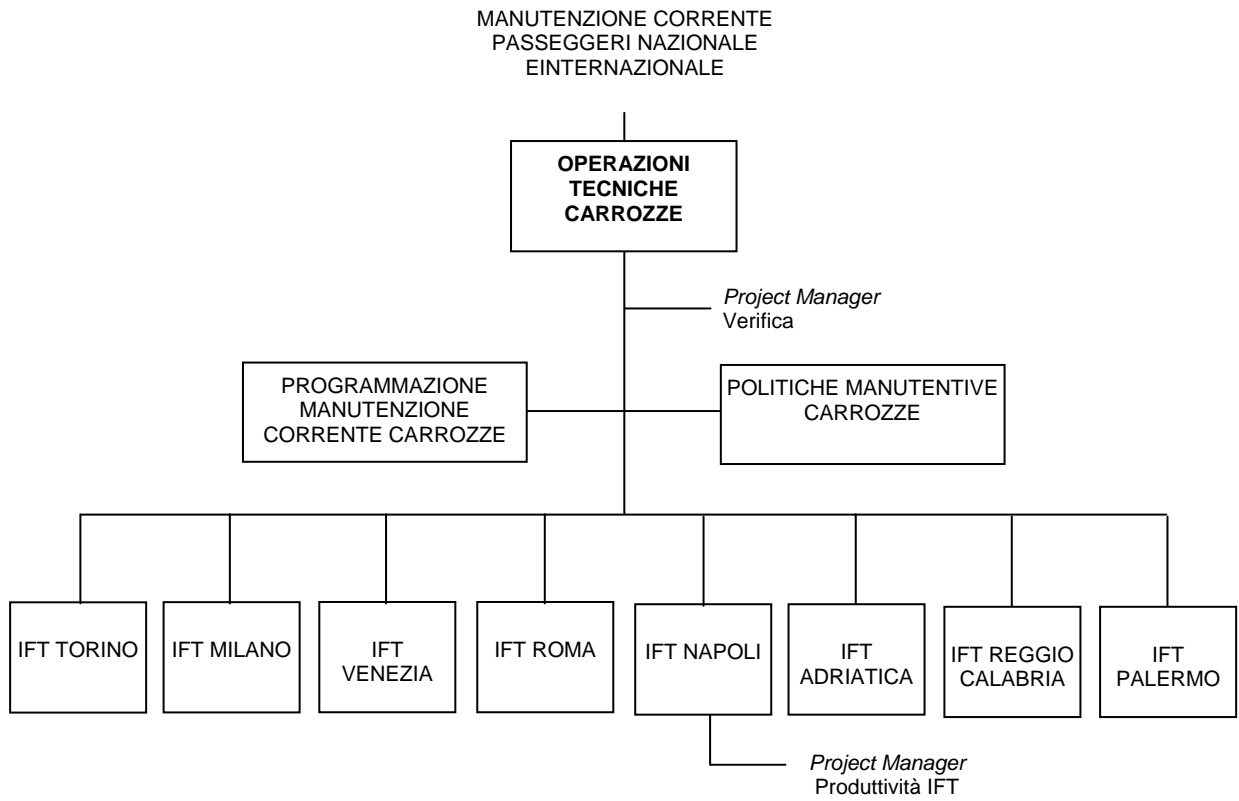 MANUTENZIONE CORRENTE
PASSEGGERI NAZIONALE
EINTERNAZIONALE
OPERAZIONI
TECNICHE
CARROZZE
Project Manager
Verifica
PROGRAMMAZIONE
MANUTENZIONE
CORRENTE CARROZZE
POLITICHE MANUTENTIVE
CARROZZE
IFT TORINO
IFT MILANO
IFT
VENEZIA
IFT ROMA
IFT NAPOLI
IFT
ADRIATICA
IFT REGGIO
CALABRIA
IFT
PALERMO
Project Manager
Produttività IFT